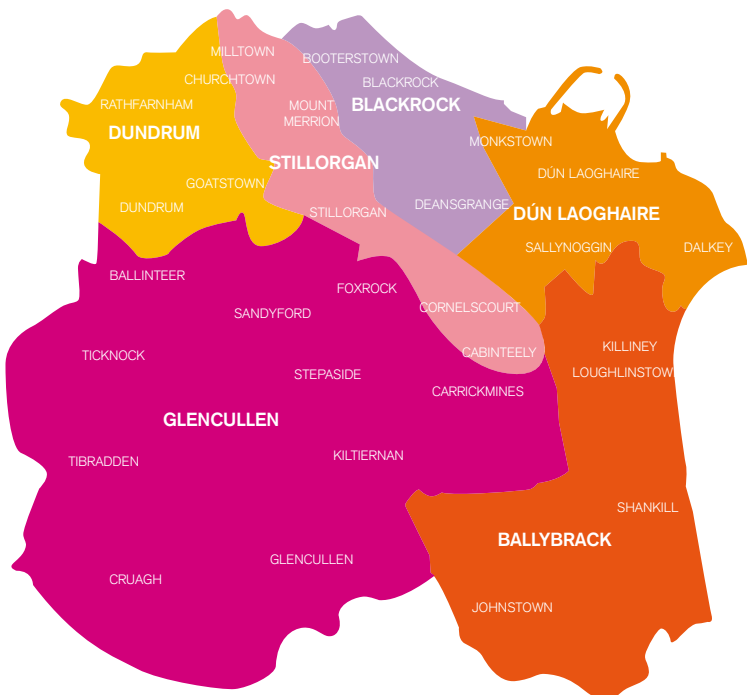 MILLTOWN
BOOTERSTOWN
CHURCHTOWN
BLACKROCK
RATHFARNHAM
MOUNT
MERRION
BLACKROCK
DUNDRUM
MONKSTOWN
STILLORGAN
DÚN LAOGHAIRE
GOATSTOWN
DUNDRUM
STILLORGAN
DEANSGRANGE
DÚN LAOGHAIRE
SALLYNOGGIN
DALKEY
BALLINTEER
FOXROCK
SANDYFORD
CORNELSCOURT
TICKNOCK
CABINTEELY
KILLINEY
STEPASIDE
LOUGHLINSTOW
CARRICKMINES
GLENCULLEN
TIBRADDEN
KILTIERNAN
SHANKILL
BALLYBRACK
GLENCULLEN
CRUAGH
JOHNSTOWN